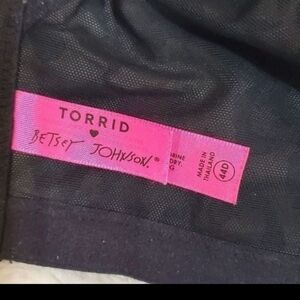 TORRID
BETSEY JOHNSON.®
MADE IN
THAILAND
44D